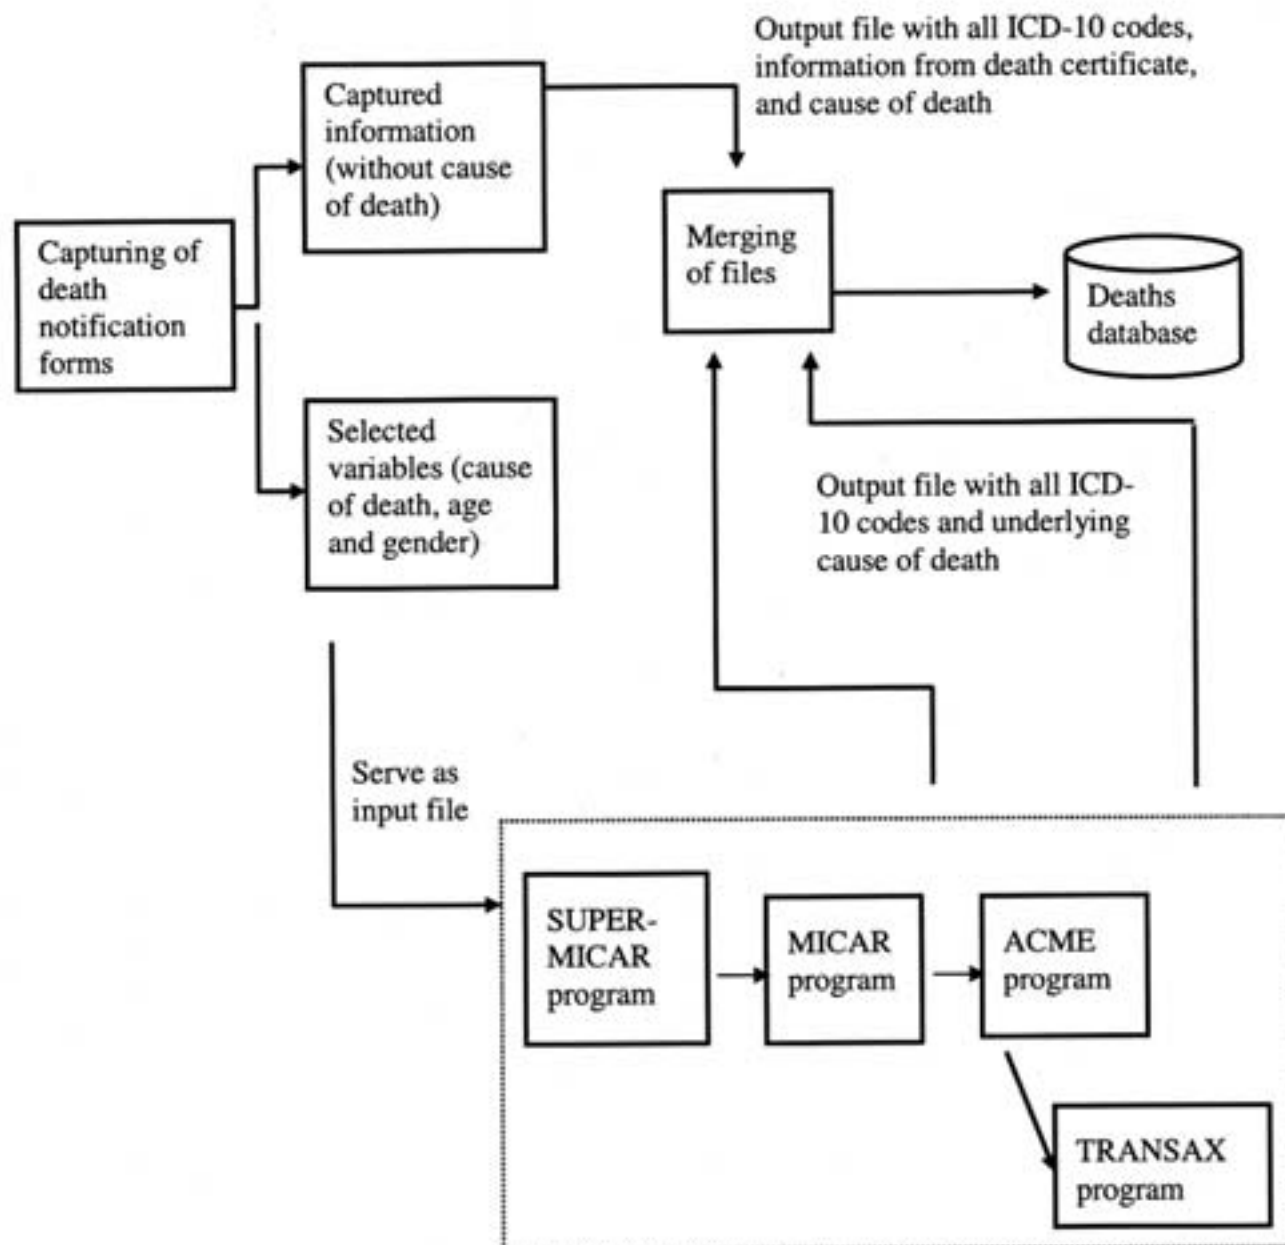 Output file with all ICD-10 codes,
information from death certificate,
and cause of death
Captured
information
(without cause
of death)
Capturing of
death
notification
forms
Merging
of files
Deaths
database
Selected
variables (cause
of death, age
and gender)
Output file with all ICD-
10 codes and underlying
cause of death
Serve as
input file
SUPER-
MICAR
program
MICAR
program
ACME
program
TRANSAX
program